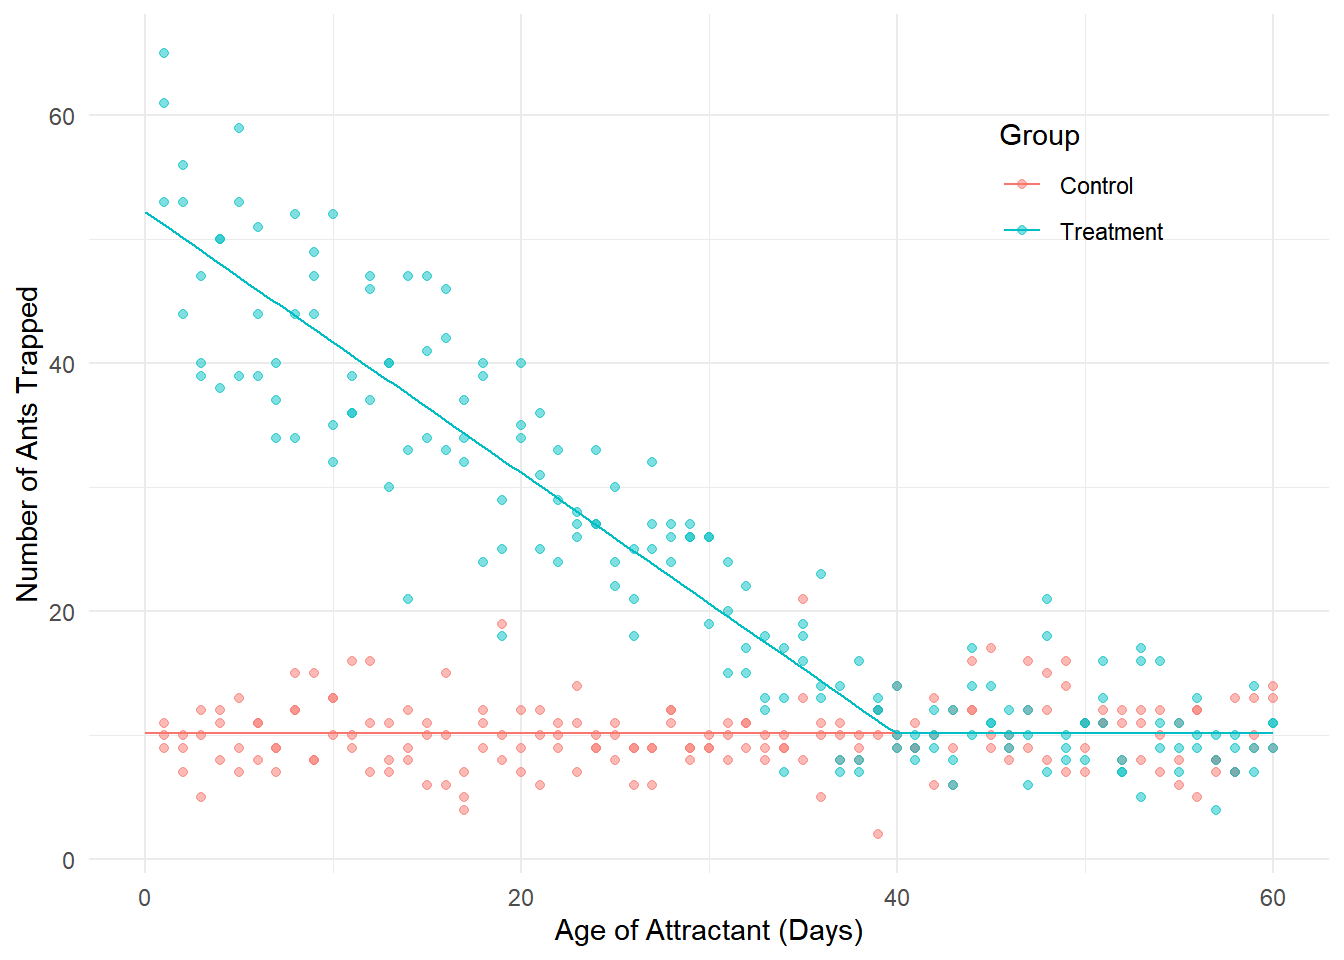 60
40
20
0
Number of Ants Trapped
Group
Control
Treatment
0 20 40 60
Age of Attractant (Days)